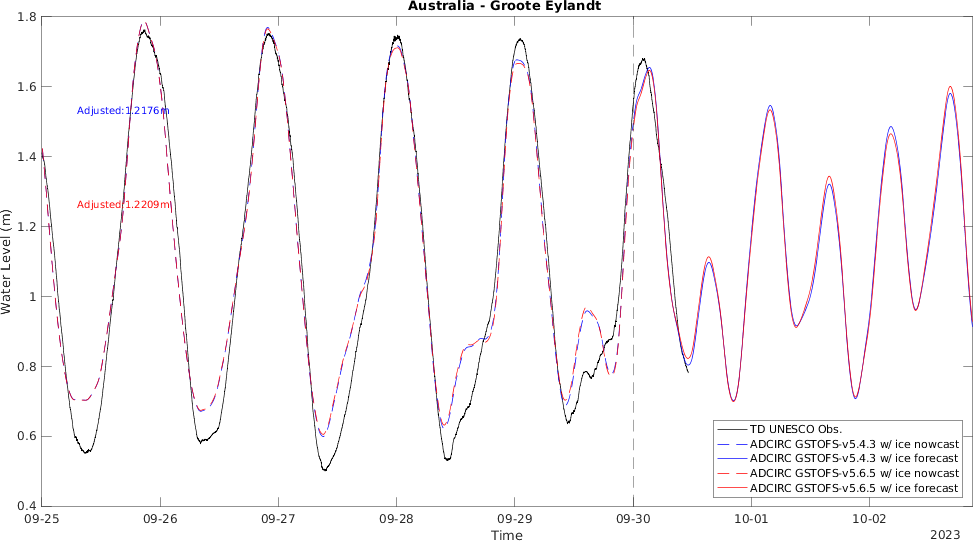 Australia - Groote Eylandt
1.8
1.6
1.4
1.2
1
0.8
0.6
0.4
Water Level (m)
Adjusted:1.2176m
Adjusted:1.2209m
TD UNESCO Obs.
ADCIRC GSTOFS-v5.4.3 w/ ice nowcast
ADCIRC GSTOFS-v5.4.3 w/ ice forecast
ADCIRC GSTOFS-v5.6.5 w/ ice nowcast
ADCIRC GSTOFS-v5.6.5 w/ ice forecast
09-25 09-26 09-27 09-28 09-29 09-30 10-01 10-02
Time
2023